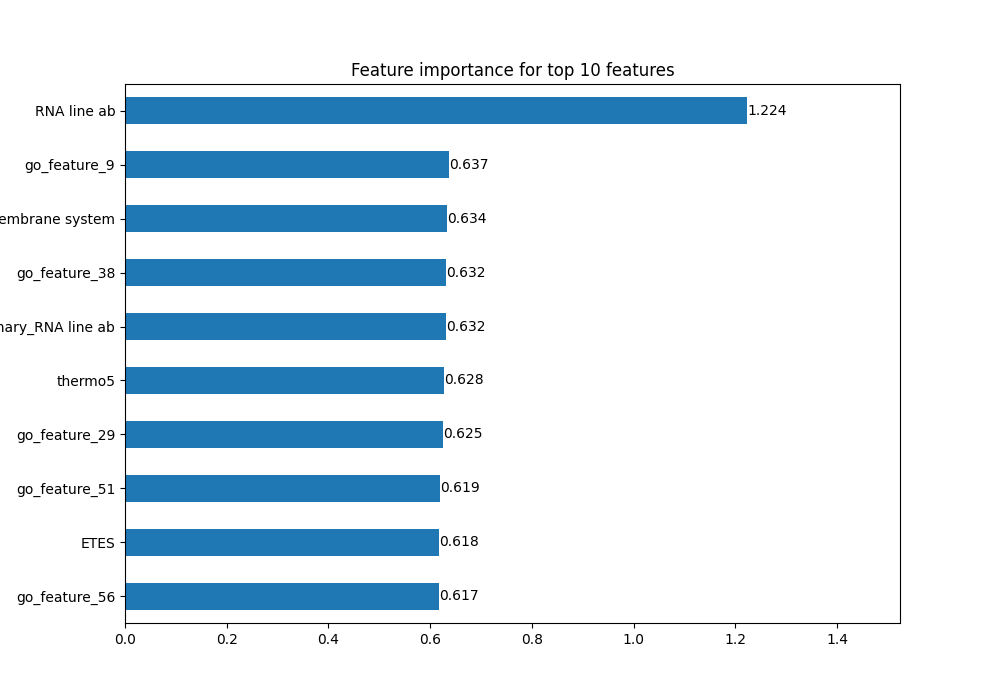 Feature importance for top 10 features
RNA line ab 1.224
go_feature_9 0.637
embrane system 0.634
go_feature_38 0.632
nary_RNA line ab 0.632
thermo5 0.628
go_feature_29 0.625
go_feature_51 0.619
ETES 0.618
go_feature_56 0.617
0.0 0.2 0.4 0.6 0.8 1.0 1.2 1.4